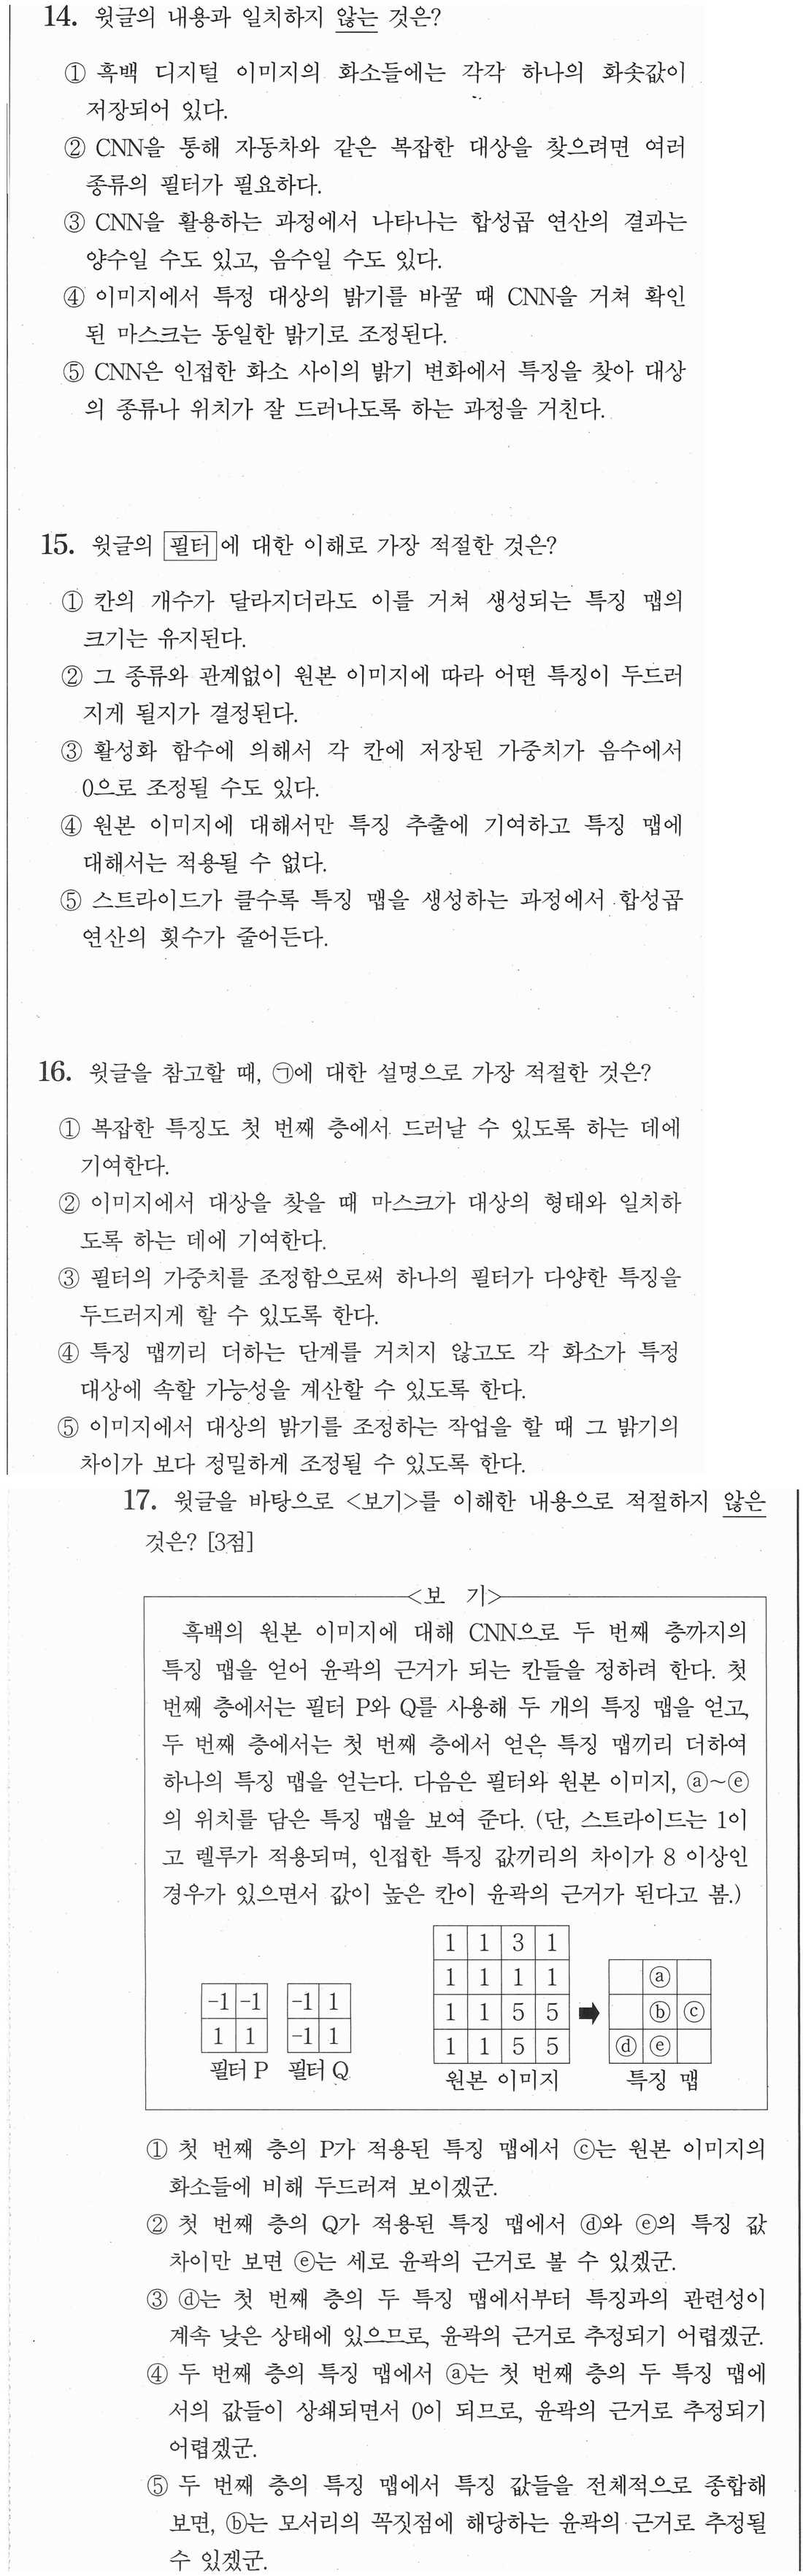 14. 윗글의 내용과 일치하지 않는 것은?
① 흑백 디지털 이미지의 화소들에는 각각 하나의 화솟값이
저장되어 있다.
② CNN을 통해 자동차와 같은 복잡한 대상을 찾으려면 여러
종류의 필터가 필요하다.
③ CNN을 활용하는 과정에서 나타나는 합성곱 연산의 결과는
양수일 수도 있고, 음수일 수도 있다.
④ 이미지에서 특정 대상의 밝기를 바꿀 때 CNN을 거쳐 확인
된 마스크는 동일한 밝기로 조정된다.
⑤ CNN은 인접한 화소 사이의 밝기 변화에서 특징을 찾아 대상
의 종류나 위치가 잘 드러나도록 하는 과정을 거친다.
15. 윗글의 필터에 대한 이해로 가장 적절한 것은?
① 칸의 개수가 달라지더라도 이를 거쳐 생성되는 특징 맵의
크기는 유지된다.
② 그 종류와 관계없이 원본 이미지에 따라 어떤 특징이 두드러
지게 될지가 결정된다.
③ 활성화 함수에 의해서 각 칸에 저장된 가중치가 음수에서
0으로 조정될 수도 있다.
④ 원본 이미지에 대해서만 특징 추출에 기여하고 특징 맵에
대해서는 적용될 수 없다.
⑤ 스트라이드가 클수록 특징 맵을 생성하는 과정에서 합성곱
연산의 횟수가 줄어든다.
16. 윗글을 참고할 때, ㉠에 대한 설명으로 가장 적절한 것은?
① 복잡한 특징도 첫 번째 층에서 드러날 수 있도록 하는 데에
기여한다.
② 이미지에서 대상을 찾을 때 마스크가 대상의 형태와 일치하
도록 하는 데에 기여한다.
③ 필터의 가중치를 조정함으로써 하나의 필터가 다양한 특징을
두드러지게 할 수 있도록 한다.
④ 특징 맵끼리 더하는 단계를 거치지 않고도 각 화소가 특정
대상에 속할 가능성을 계산할 수 있도록 한다.
⑤ 이미지에서 대상의 밝기를 조정하는 작업을 할 때 그 밝기의
차이가 보다 정밀하게 조정될 수 있도록 한다.
17. 윗글을 바탕으로 <보기>를 이해한 내용으로 적절하지 않은
것은? [3점]
<보 기>
흑백의 원본 이미지에 대해 CNN으로 두 번째 층까지의
특징 맵을 얻어 윤곽의 근거가 되는 칸들을 정하려 한다. 첫
번째 층에서는 필터 P와 Q를 사용해 두 개의 특징 맵을 얻고,
두 번째 층에서는 첫 번째 층에서 얻은 특징 맵끼리 더하여
하나의 특징 맵을 얻는다. 다음은 필터와 원본 이미지, ⓐ~ⓔ
의 위치를 담은 특징 맵을 보여 준다. (단, 스트라이드는 1이
고 렐루가 적용되며, 인접한 특징 값끼리의 차이가 8 이상인
경우가 있으면서 값이 높은 칸이 윤곽의 근거가 된다고 봄.)
1 1 3 1
1 1 1 1 ⓐ
-1 -1 -1 1 1 1 5 5 ➡ ⓑ ⓒ
1 1 -1 1 1 1 5 5 ⓓ ⓔ
필터 P 필터 Q 원본 이미지 특징 맵
① 첫 번째 층의 P가 적용된 특징 맵에서 ⓒ는 원본 이미지의
화소들에 비해 두드러져 보이겠군.
② 첫 번째 층의 Q가 적용된 특징 맵에서 ⓓ와 ⓔ의 특징 값
차이만 보면 ⓔ는 세로 윤곽의 근거로 볼 수 있겠군.
③ ⓓ는 첫 번째 층의 두 특징 맵에서부터 특징과의 관련성이
계속 낮은 상태에 있으므로, 윤곽의 근거로 추정되기 어렵겠군.
④ 두 번째 층의 특징 맵에서 ⓐ는 첫 번째 층의 두 특징 맵에
서의 값들이 상쇄되면서 0이 되므로, 윤곽의 근거로 추정되기
어렵겠군.
⑤ 두 번째 층의 특징 맵에서 특징 값들을 전체적으로 종합해
보면, ⓑ는 모서리의 꼭짓점에 해당하는 윤곽의 근거로 추정될
수 있겠군.